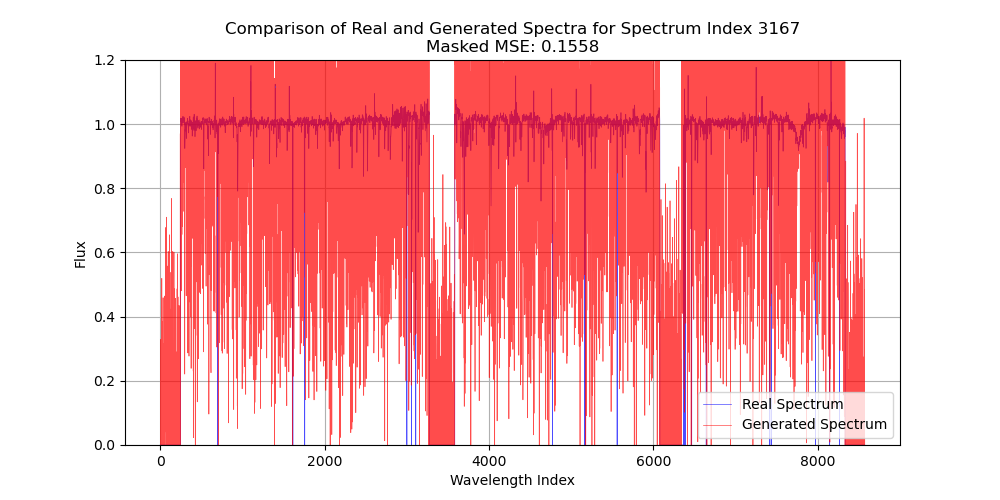 Comparison of Real and Generated Spectra for Spectrum Index 3167
Masked MSE: 0.1558
1.2
1.0
0.8
0.6
0.4
0.2
0.0
Flux
Real Spectrum
Generated Spectrum
0 2000 4000 6000 8000
Wavelength Index